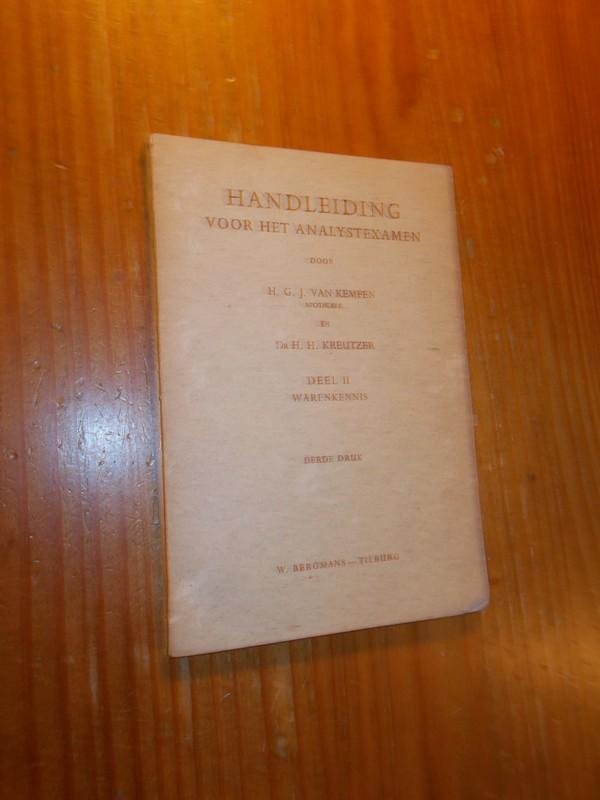 HANDLEIDING
VOOR HET ANALYSTEXAMEN
DOOR
H. G. J. VAN KEMPEN
APOTHEKER
EN
DR H. H. KREUTZER
DEEL II
WARENKENNIS
DERDE DRUK
W. BERGMANS — TILBURG